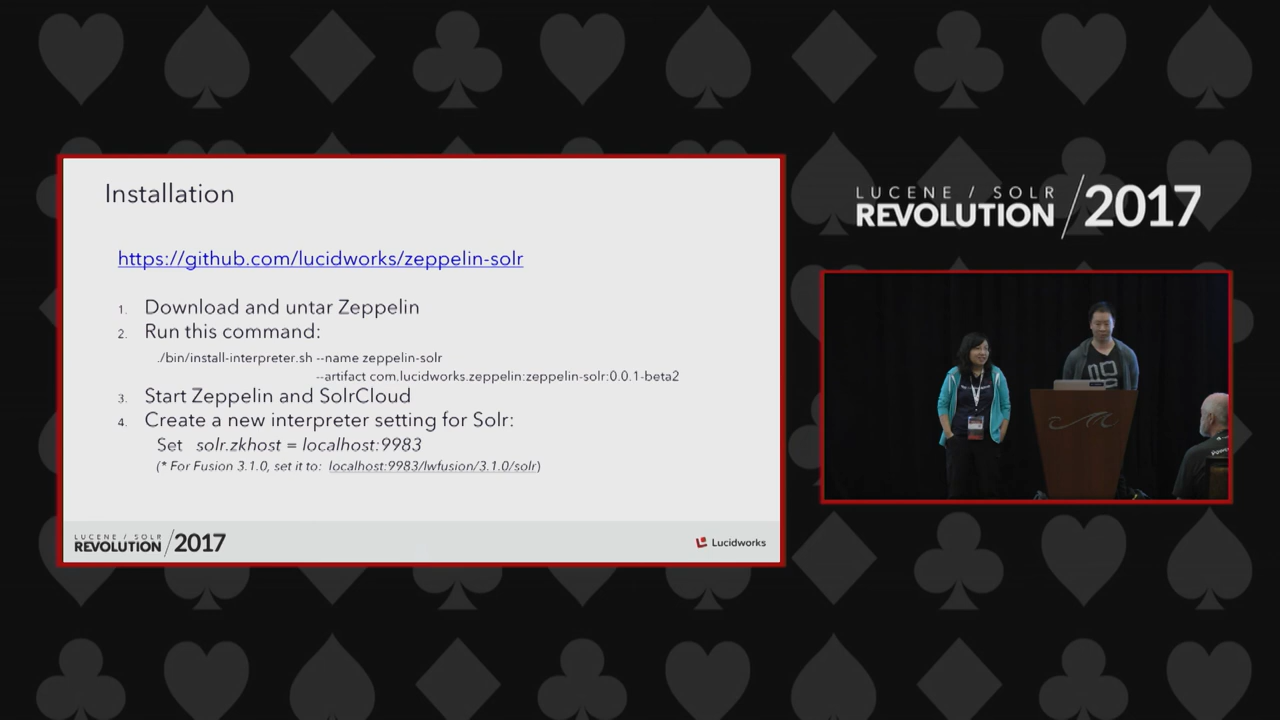 Installation
https://github.com/lucidworks/zeppelin-solr
1. Download and untar Zeppelin
2. Run this command:
./bin/install-interpreter.sh --name zeppelin-solr
--artifact com.lucidworks.zeppelin:zeppelin-solr:0.0.1-beta2
3. Start Zeppelin and SolrCloud
4. Create a new interpreter setting for Solr:
Set solr.zkhost = localhost:9983
(* For Fusion 3.1.0, set it to: localhost:9983/lwfusion/3.1.0/solr)
LUCENE / SOLR
REVOLUTION /2017
Lucidworks
LUCENE / SOLR
REVOLUTION /2017